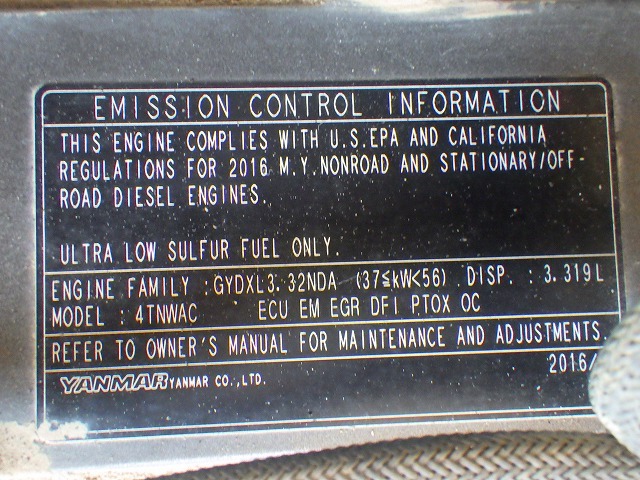 EMISSION CONTROL INFORMATION
THIS ENGINE COMPLIES WITH U.S.EPA AND CALIFORNIA
REGULATIONS FOR 2016 M.Y.NONROAD AND STATIONARY/OFF-
ROAD DIESEL ENGINES.
ULTRA LOW SULFUR FUEL ONLY.
ENGINE FAMILY :GYDXL3.32NDA (37≦kW<56) DISP. : 3.319L
MODEL : 4TNWAC ECU EM EGR DFI PTOX OC
REFER TO OWNER'S MANUAL FOR MAINTENANCE AND ADJUSTMENTS.
2016/
YANMAR YANMAR CO.,LTD.